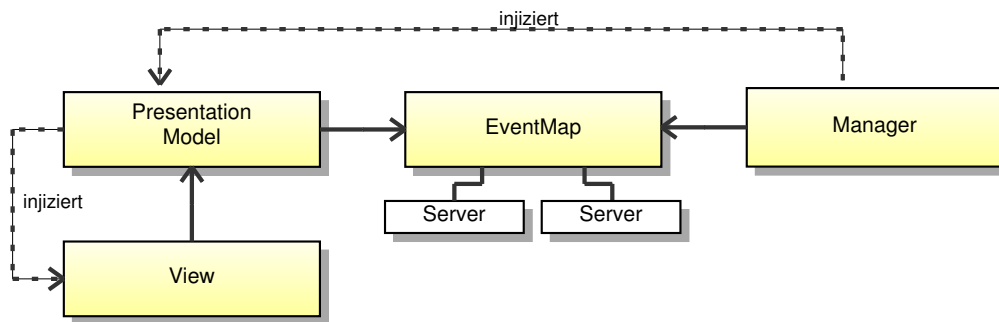 injiziert
Presentation
Model
EventMap
Manager
injiziert
Server
Server
View